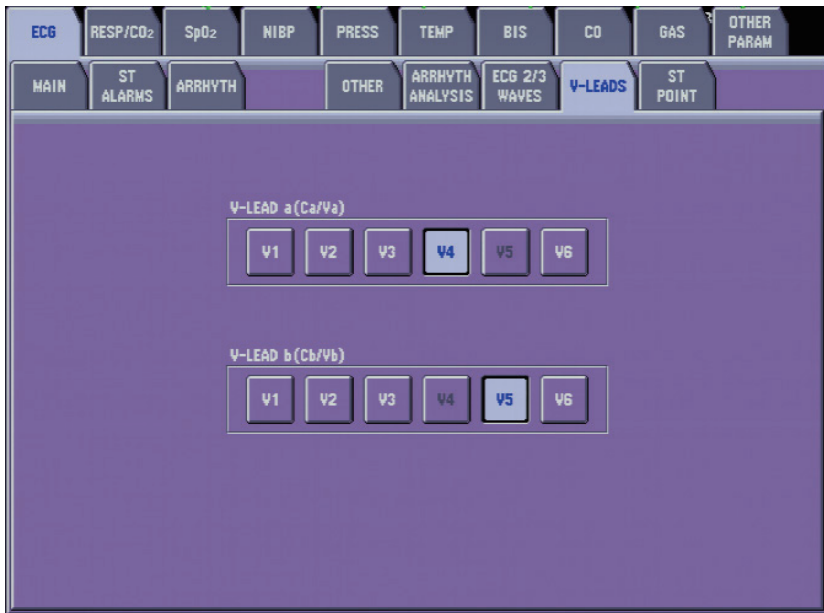 ECG RESP/CO2 SpO2 NIBP PRESS TEMP BIS CO GAS OTHER PARAM
MAIN ST ALARMS ARRHYTH OTHER ARRHYTH ANALYSIS ECG 2/3 WAVES V-LEADS ST POINT
V-LEAD a(Ca/Va)
V1 V2 V3 V4 V5 V6
V-LEAD b(Cb/Vb)
V1 V2 V3 V4 V5 V6